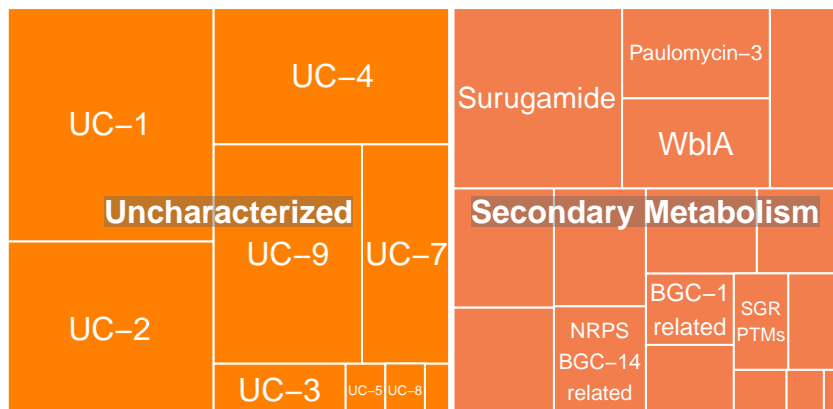 UC−1
UC−4
UC−2
UC−9
UC−7
UC−3
UC−5
UC−8
Uncharacterized
Surugamide
Paulomycin−3
WblA
Secondary Metabolism
NRPS
BGC−14
related
BGC−1
related
SGR
PTMs